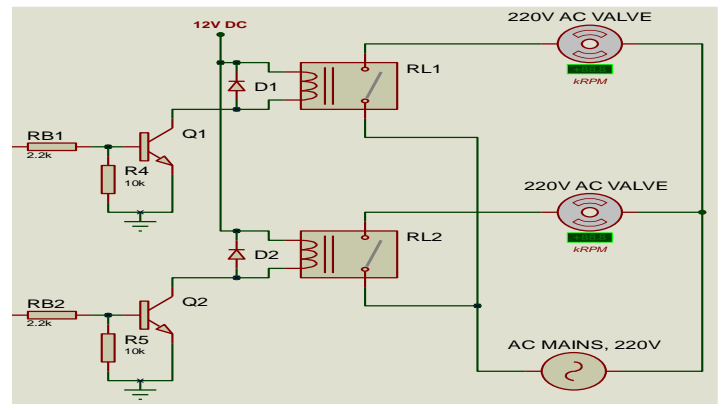 220V AC VALVE
12V DC
RL1
D1
kRPM
RB1
2.2k
Q1
R4
10k
220V AC VALVE
RL2
D2
kRPM
RB2
2.2k
Q2
R5
10k
AC MAINS, 220V